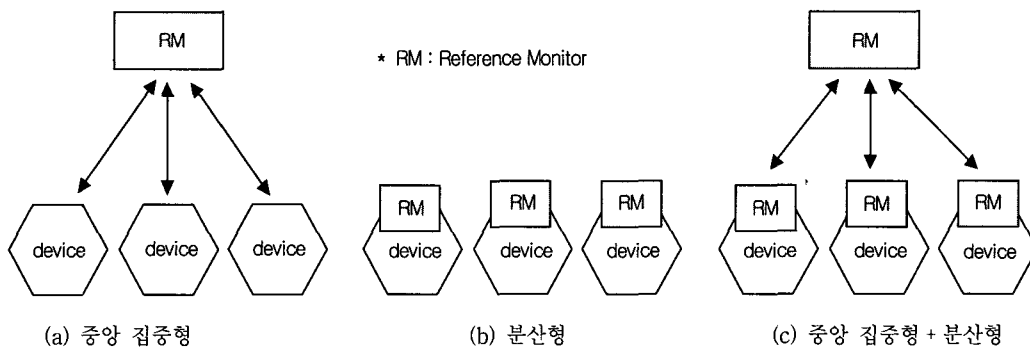 RM
* RM : Reference Monitor
RM
RM
RM
RM
RM
RM
RM
device
device
device
device
device
device
device
device
device
(a) 중앙 집중형
(b) 분산형
(c) 중앙 집중형 + 분산형